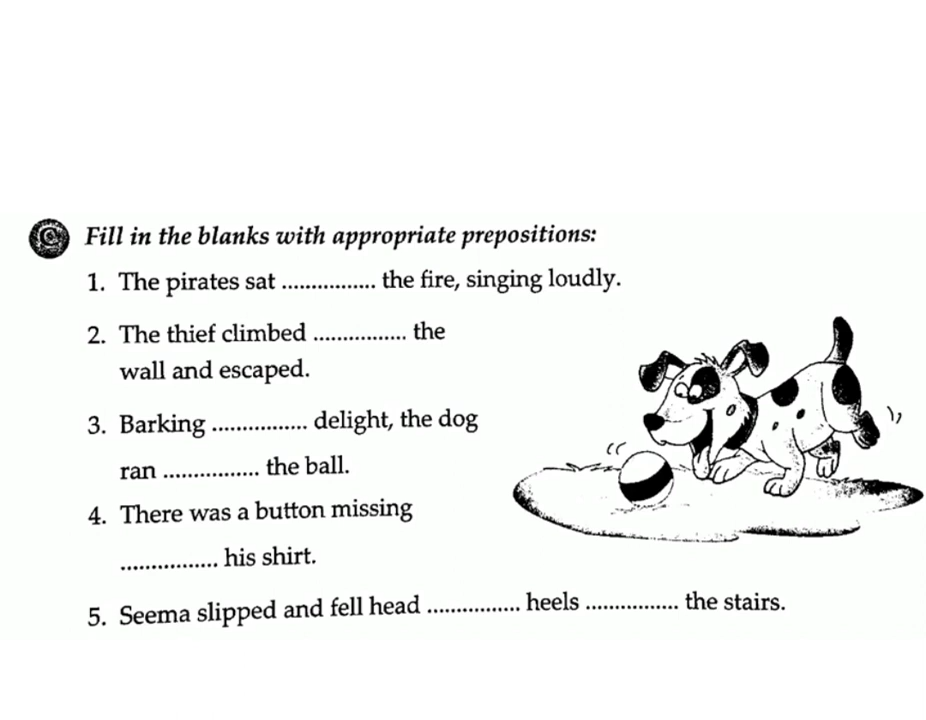 C Fill in the blanks with appropriate prepositions:
1. The pirates sat ................ the fire, singing loudly.
2. The thief climbed ................ the
wall and escaped.
3. Barking ................ delight, the dog
ran ................ the ball.
4. There was a button missing
................ his shirt.
5. Seema slipped and fell head ................ heels ................ the stairs.